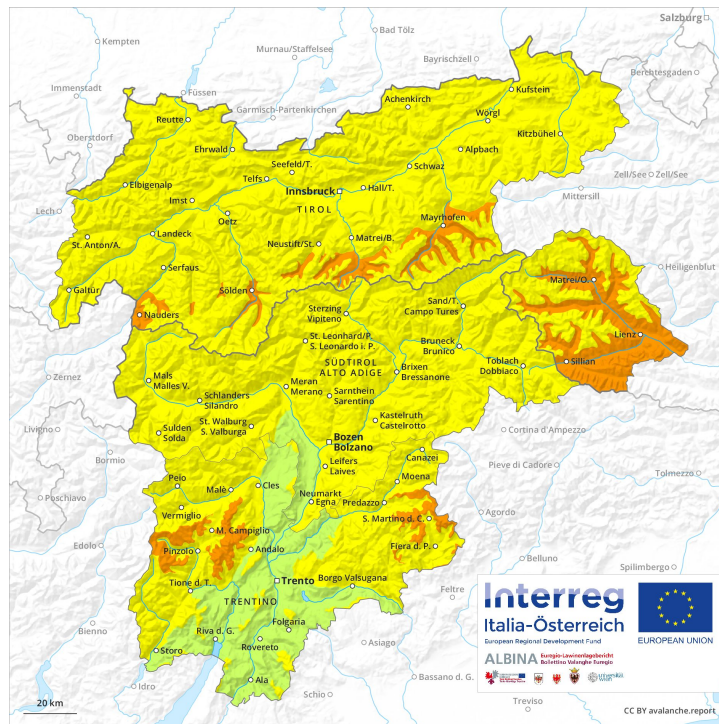 Salzburg
Kempten
Bad Tölz
Murnau/Staffelsee
Bayrischzell
Berchtesgaden
Immenstadt
Füssen
Kufstein
Achenkirch
Garmisch-Partenkirchen
Wörgl
Reutte
Kitzbühel
Oberstdorf
Ehrwald
Alpbach
Seefeld/T.
Schwaz
Telfs
Zell/See
Zell/See
Elbigenalp
Innsbruck
Hall/T.
Mittersill
Imst
Lech
TIROL
Oetz
Mayrhofen
Landeck
Matrei/B.
St. Anton/A.
Neustift/St.
Serfaus
Heiligenblut
Matrei/O.
Galtür
Sölden
Sand/T.
Campo Tures
Nauders
Sterzing
Vipiteno
Lienz
St. Leonhard/P.
S. Leonardo i. P.
Bruneck
Brunico
Toblach
Dobbiaco
Sillian
SÜDTIROL
ALTO ADIGE
Brixen
Bressanone
Zernez
Mals
Malles V.
Meran
Merano
Sarnthein
Sarentino
Schlanders
Silandro
Kastelruth
Castelrotto
St. Walburg
S. Valburga
Livigno
Sulden
Solda
Cortina d'Ampezzo
Bozen
Bolzano
Bormio
Canazei
Leifers
Laives
Pieve di Cadore
Tolmezzo
Peio
Moena
Malè
Cles
Poschiavo
Neumarkt
Egna
Predazzo
Vermiglio
Agordo
S. Martino d. C.
M. Campiglio
Edolo
Pinzolo
Andalo
Fiera d. P.
Belluno
Spilimbergo
Trento
Tione d. T.
Borgo Valsugana
Feltre
TRENTINO
Folgaria
Bienno
Riva d. G.
Rovereto
Asiago
Storo
Ala
Idro
Schio
Bassano d. G.
Treviso
Interreg
Italia-Österreich
European Regional Development Fund
EUROPEAN UNION
ALBINA
Euregio-Lawinenlagebericht
Bollettino Valanghe Euregio
universität
wien
20 km
CC BY avalanche.report